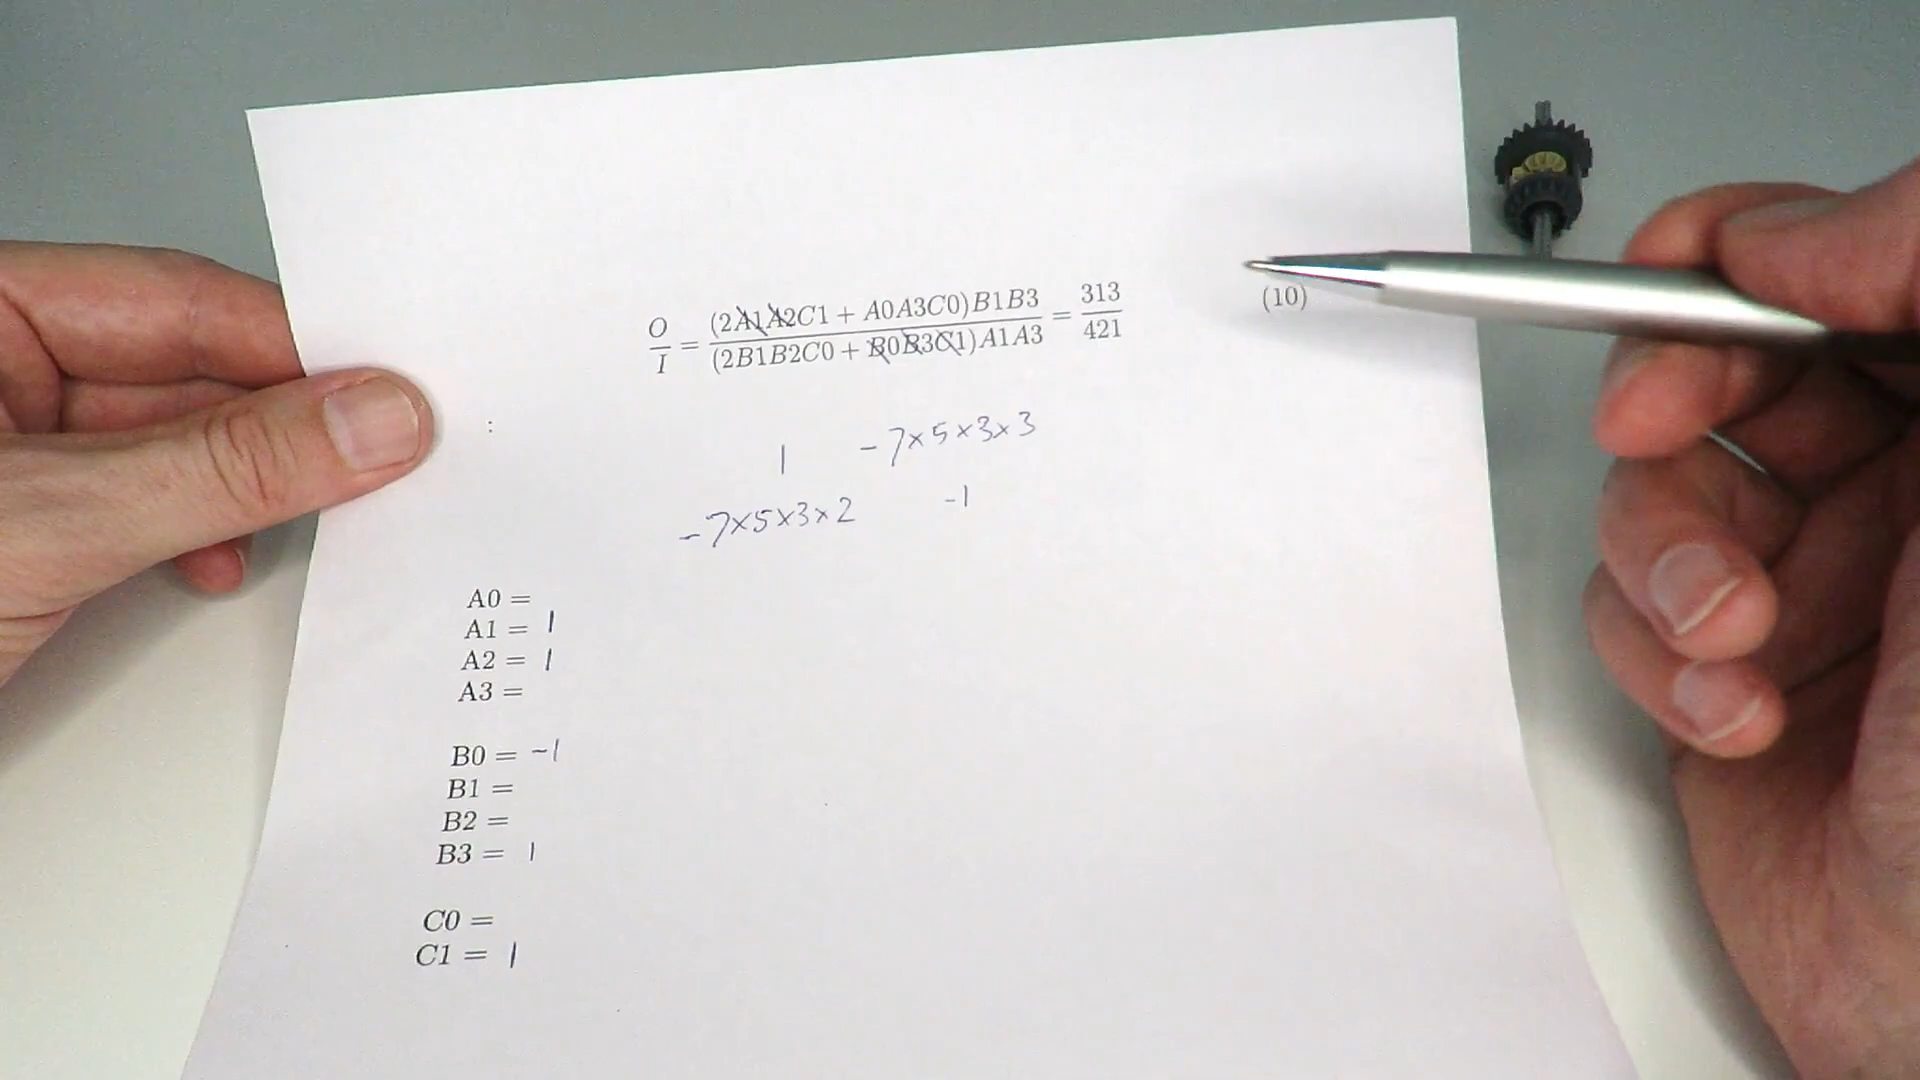 O/I = (2A1A2C1 + A0A3C0)B1B3 / (2B1B2C0 + B0B3C1)A1A3 = 313/421 (10)
:
1 -7×5×3×3
-7×5×3×2 -1
A0 =
A1 = 1
A2 = 1
A3 =
B0 = -1
B1 =
B2 =
B3 = 1
C0 =
C1 = 1